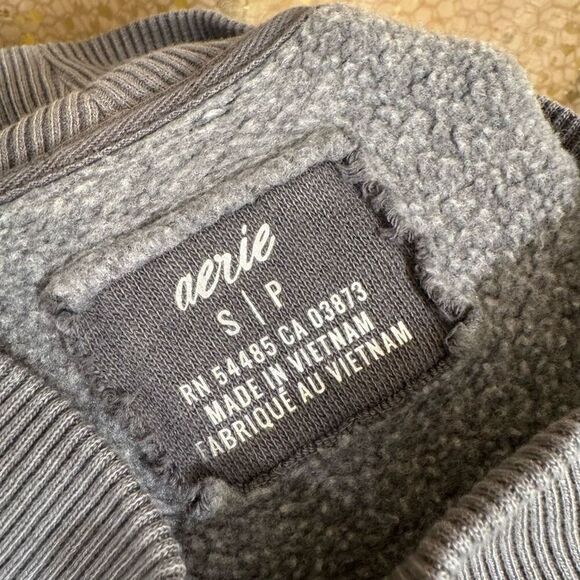 aerie
S | P
RN 54485 CA 03873
MADE IN VIETNAM
FABRIQUE AU VIETNAM